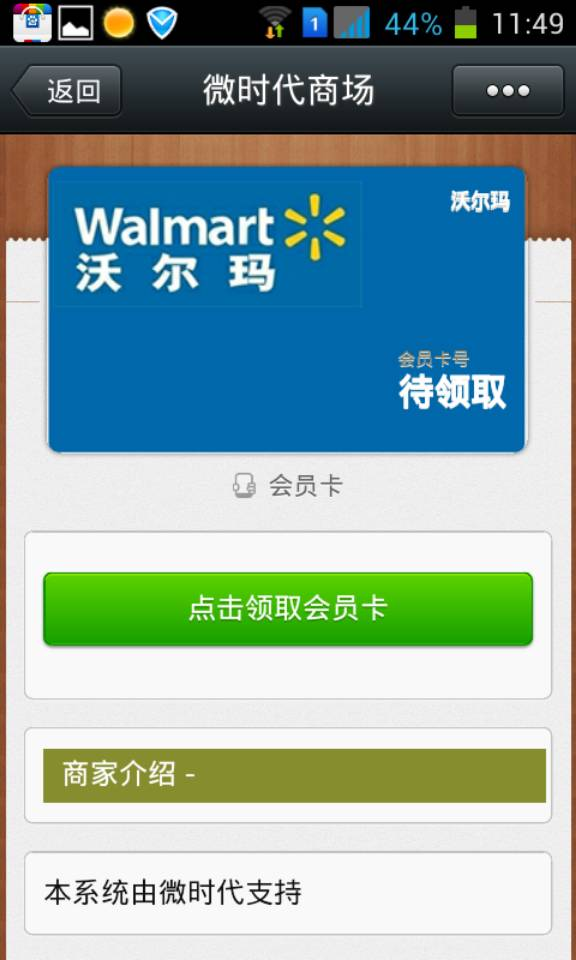 1
44%
11:49
返回
微时代商场
•••
Walmart
沃尔玛
沃尔玛
会员卡号
待领取
会员卡
点击领取会员卡
商家介绍 -
本系统由微时代支持